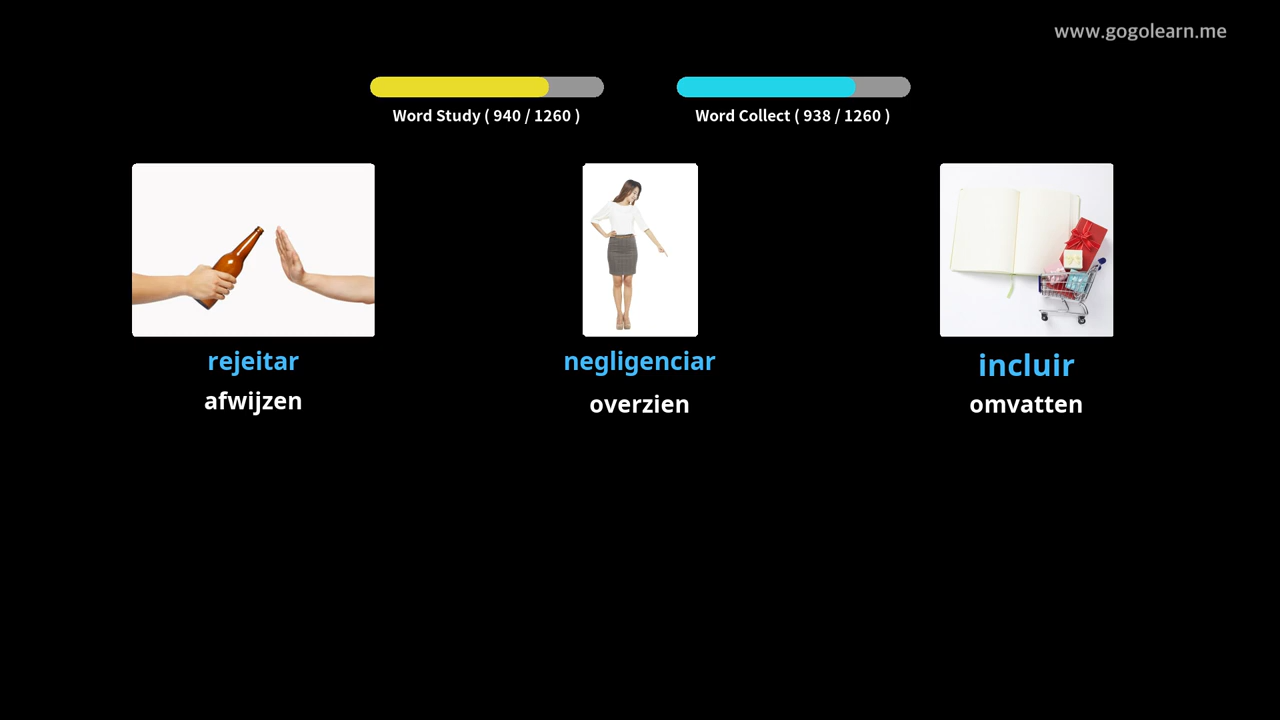 www.gogolearn.me
Word Study ( 940 / 1260 )
Word Collect ( 938 / 1260 )
rejeitar
negligenciar
incluir
afwijzen
overzien
omvatten